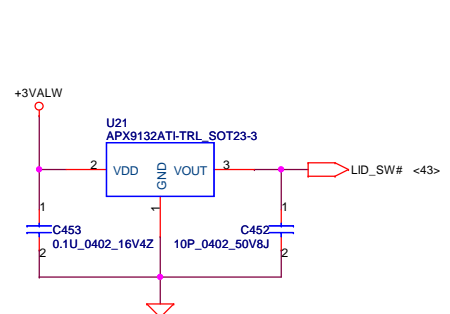 +3VALW
U21
APX9132ATI-TRL_SOT23-3
2 VDD GND VOUT 3
LID_SW# <43>
1
1 1
C453 C452
0.1U_0402_16V4Z 10P_0402_50V8J
2 2